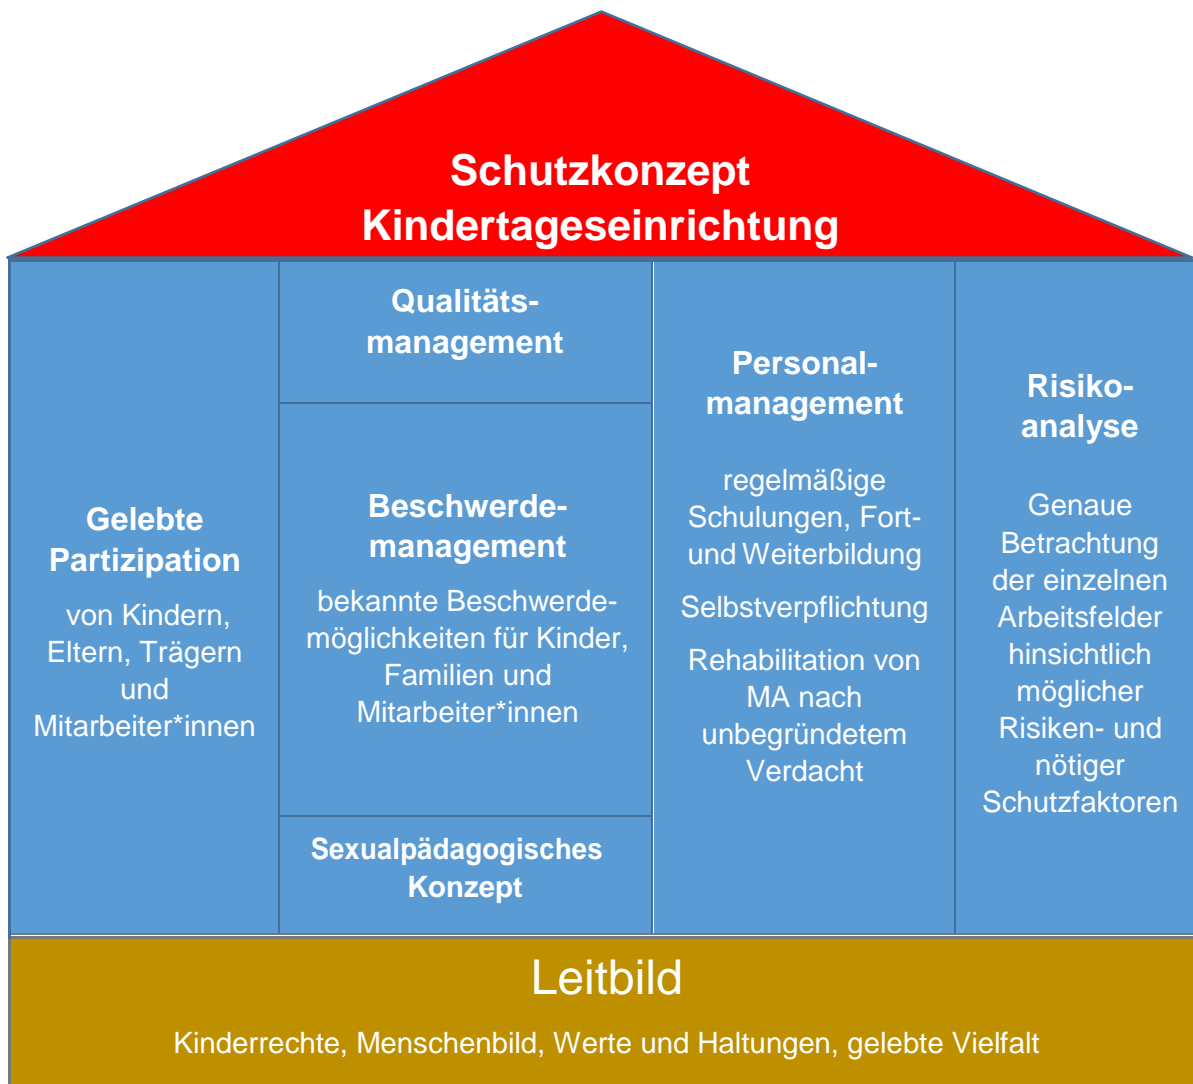 Schutzkonzept
Kindertageseinrichtung
Gelebte
Partizipation
von Kindern,
Eltern, Trägern
und
Mitarbeiter*innen
Qualitäts-
management
Beschwerde-
management
bekannte Beschwerde-
möglichkeiten für Kinder,
Familien und
Mitarbeiter*innen
Sexualpädagogisches
Konzept
Personal-
management
regelmäßige
Schulungen, Fort-
und Weiterbildung
Selbstverpflichtung
Rehabilitation von
MA nach
unbegründetem
Verdacht
Risiko-
analyse
Genaue
Betrachtung
der einzelnen
Arbeitsfelder
hinsichtlich
möglicher
Risiken- und
nötiger
Schutzfaktoren
Leitbild
Kinderrechte, Menschenbild, Werte und Haltungen, gelebte Vielfalt